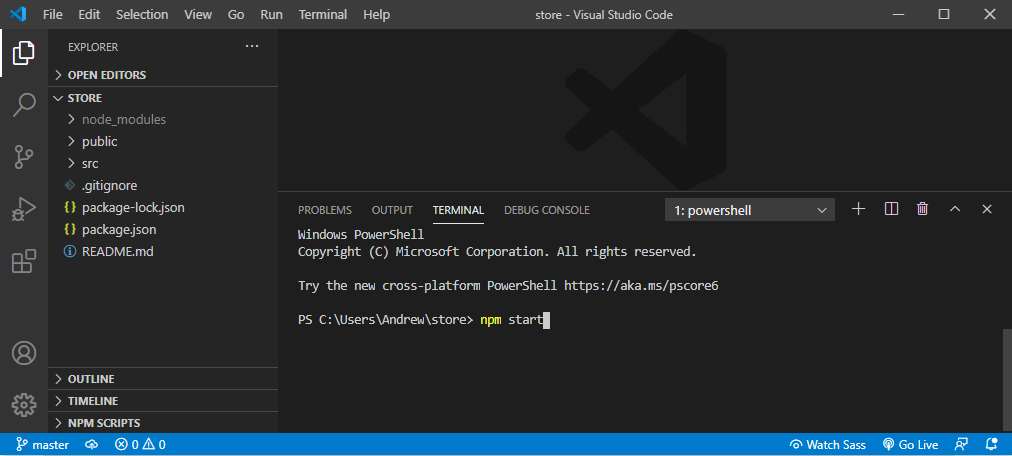 File Edit Selection View Go Run Terminal Help store - Visual Studio Code
EXPLORER
OPEN EDITORS
STORE
node_modules
public
src
.gitignore
{} package-lock.json
{} package.json
README.md
OUTLINE
TIMELINE
NPM SCRIPTS
PROBLEMS OUTPUT TERMINAL DEBUG CONSOLE 1: powershell
Windows PowerShell
Copyright (C) Microsoft Corporation. All rights reserved.
Try the new cross-platform PowerShell https://aka.ms/pscore6
PS C:\Users\Andrew\store> npm start
master 0 0 Watch Sass Go Live